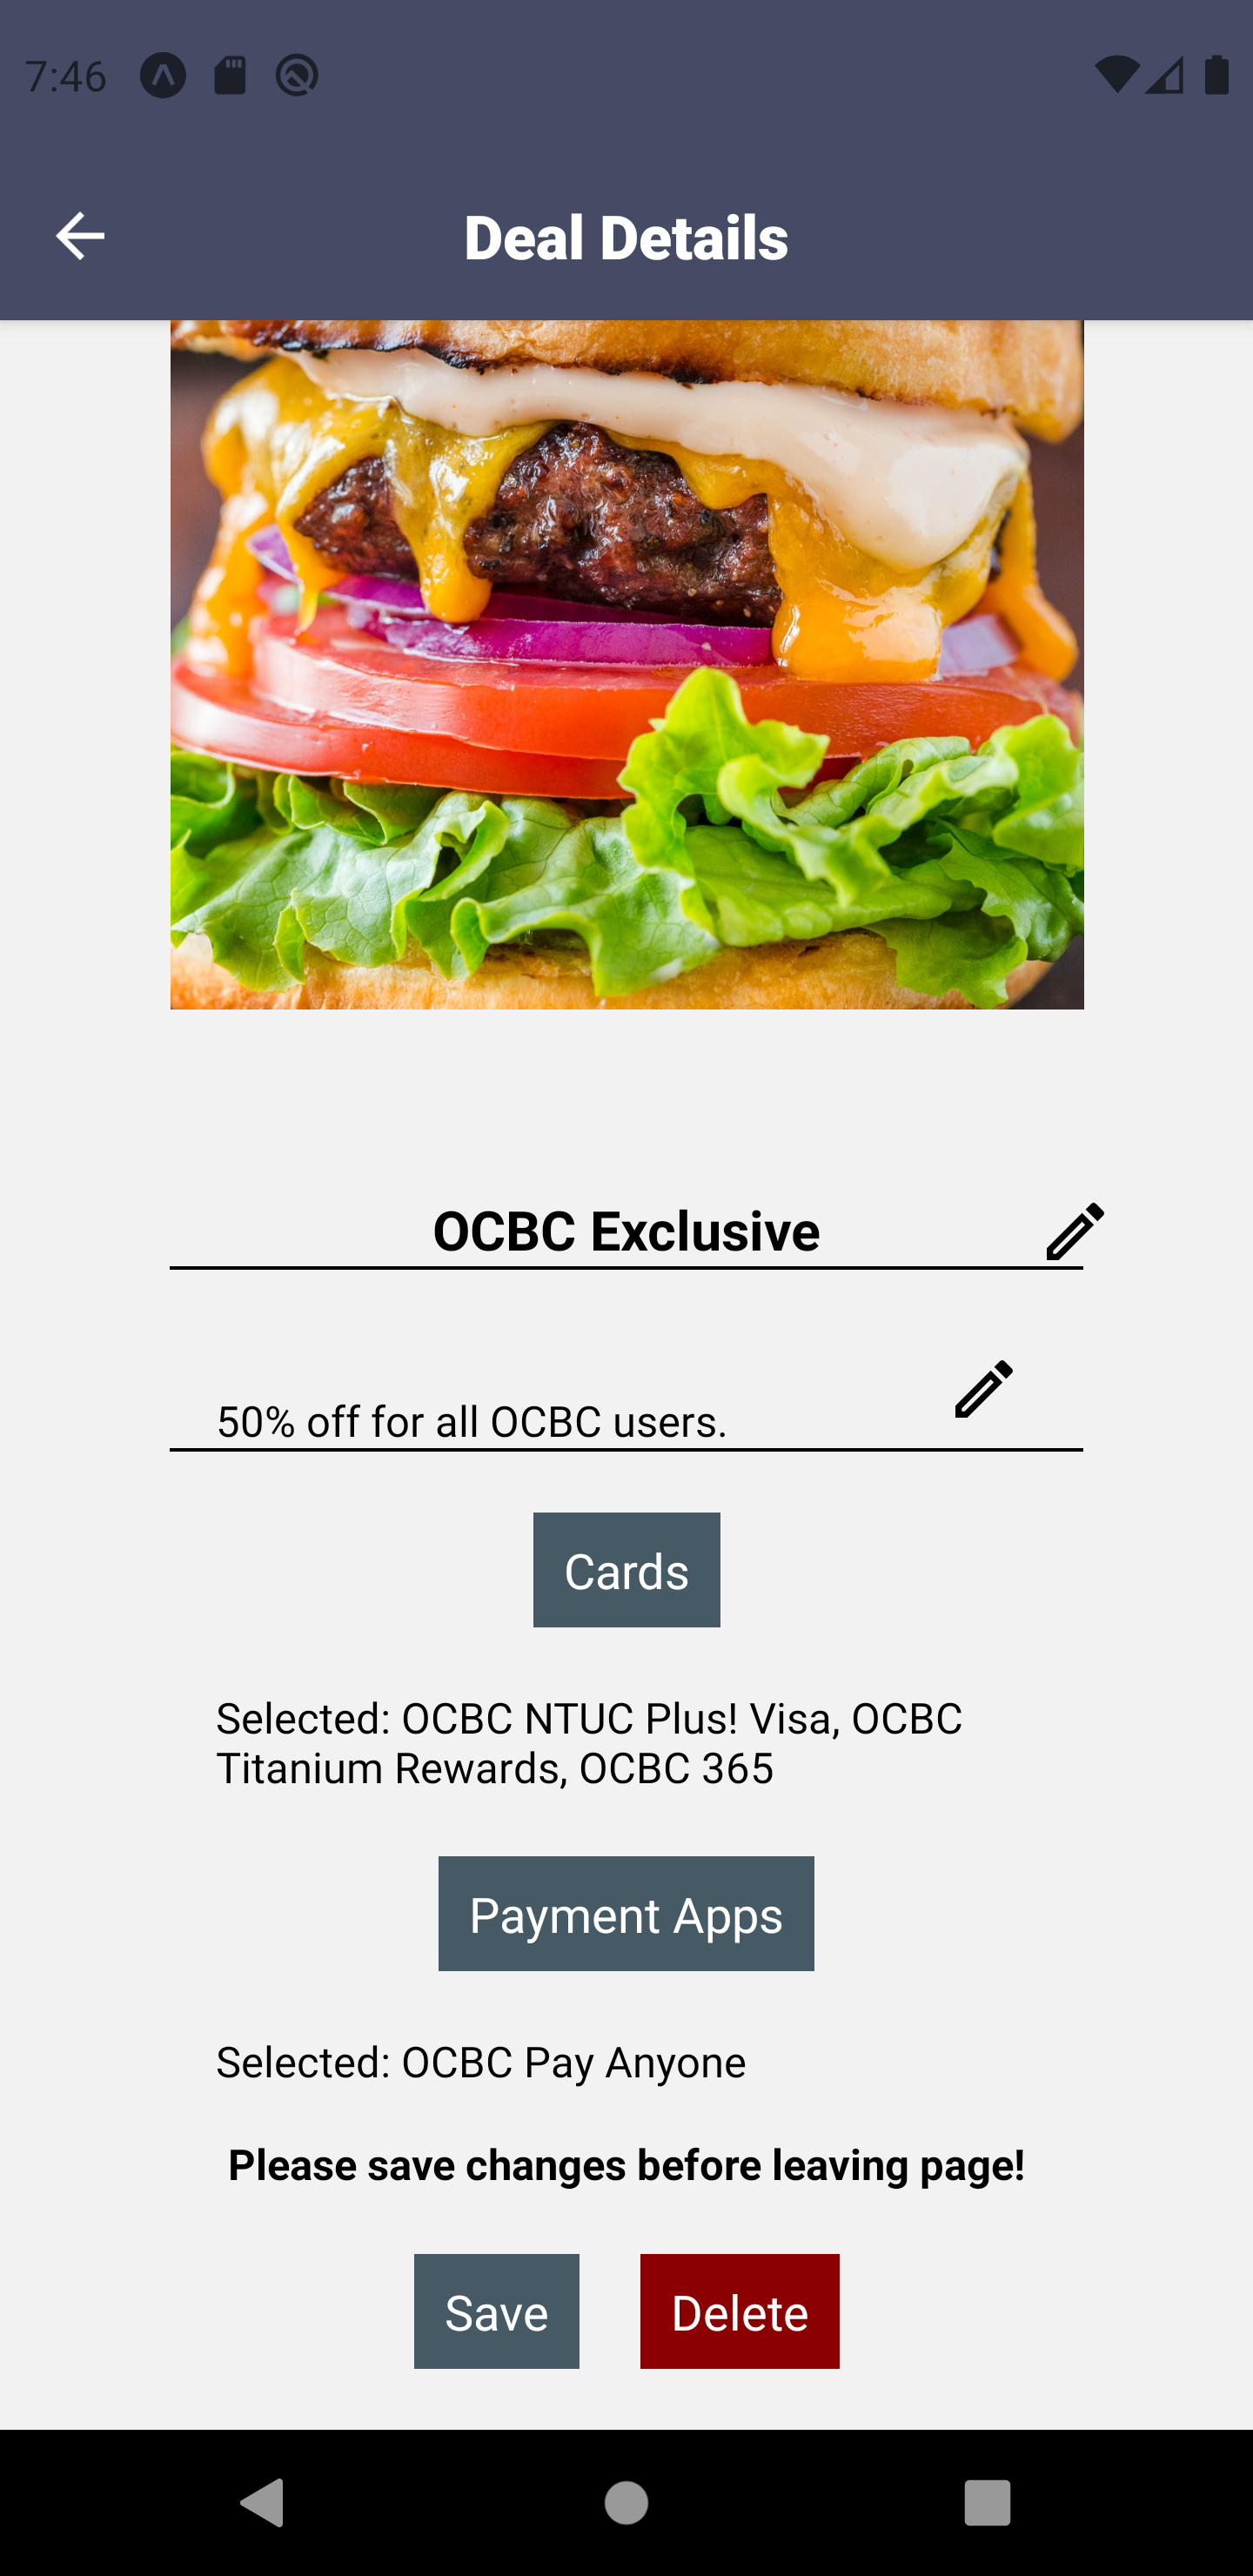 7:46
Deal Details
OCBC Exclusive
50% off for all OCBC users.
Cards
Selected: OCBC NTUC Plus! Visa, OCBC
Titanium Rewards, OCBC 365
Payment Apps
Selected: OCBC Pay Anyone
Please save changes before leaving page!
Save
Delete